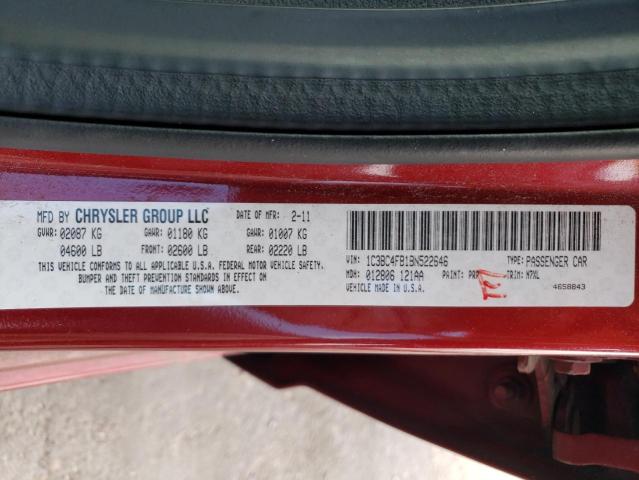 MFD BY CHRYSLER GROUP LLC DATE OF MFR: 2-11
GVWR: 02087 KG GAWR: 01180 KG GAWR: 01007 KG
04600 LB FRONT: 02600 LB REAR: 02220 LB
THIS VEHICLE CONFORMS TO ALL APPLICABLE U.S.A. FEDERAL MOTOR VEHICLE SAFETY,
BUMPER AND THEFT PREVENTION STANDARDS IN EFFECT ON
THE DATE OF MANUFACTURE SHOWN ABOVE.
VIN: 1C3BC4FB1BN522646 TYPE: PASSENGER CAR
MDH: 012806 121AA PAINT: TRIM: N7XL
VEHICLE MADE IN U.S.A. 4658843